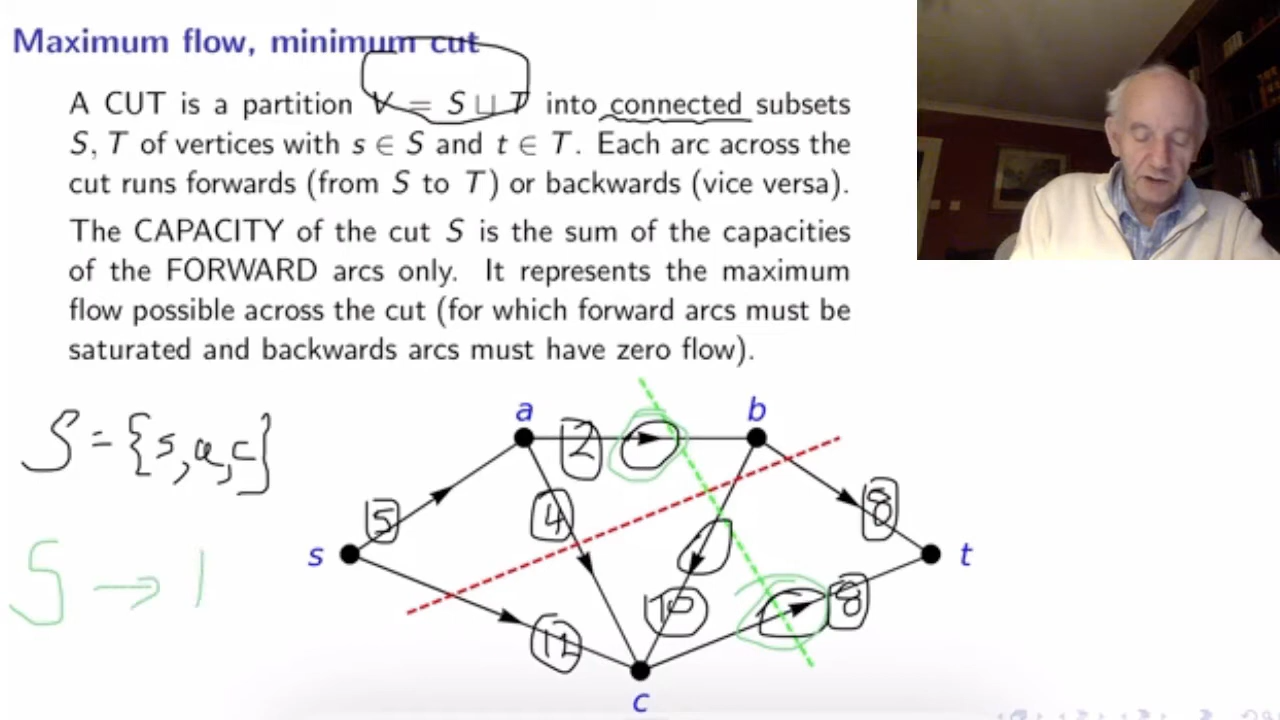 Maximum flow, minimum cut
A CUT is a partition V = S ⊔ T into connected subsets
S, T of vertices with s ∈ S and t ∈ T. Each arc across the
cut runs forwards (from S to T) or backwards (vice versa).
The CAPACITY of the cut S is the sum of the capacities
of the FORWARD arcs only. It represents the maximum
flow possible across the cut (for which forward arcs must be
saturated and backwards arcs must have zero flow).
S = {s, a, c}
S → 1
a
b
2
5
4
8
s
t
10
8
12
c